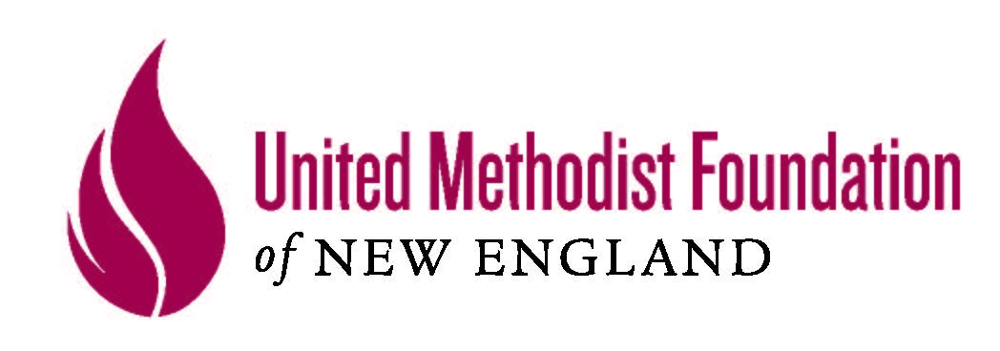 United Methodist Foundation
of NEW ENGLAND